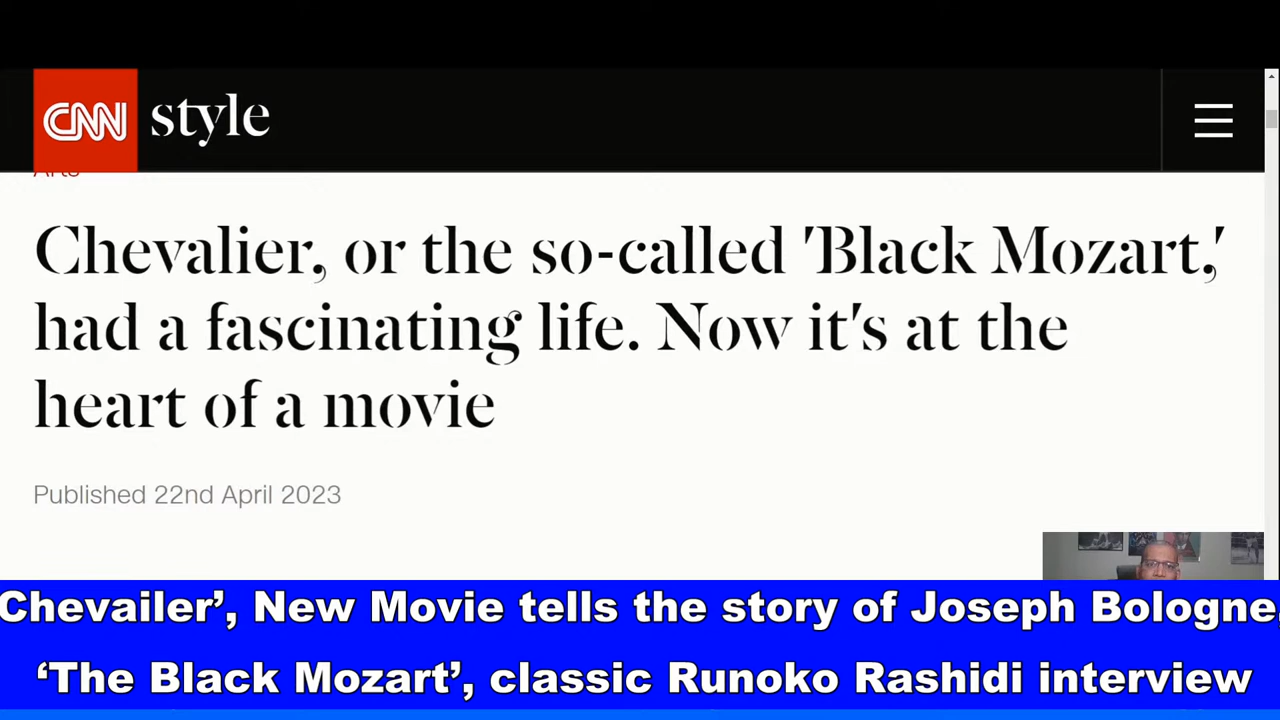 CNN style
Arts
Chevalier, or the so-called 'Black Mozart,'
had a fascinating life. Now it's at the
heart of a movie
Published 22nd April 2023
Chevailer’, New Movie tells the story of Joseph Bologne,
‘The Black Mozart’, classic Runoko Rashidi interview